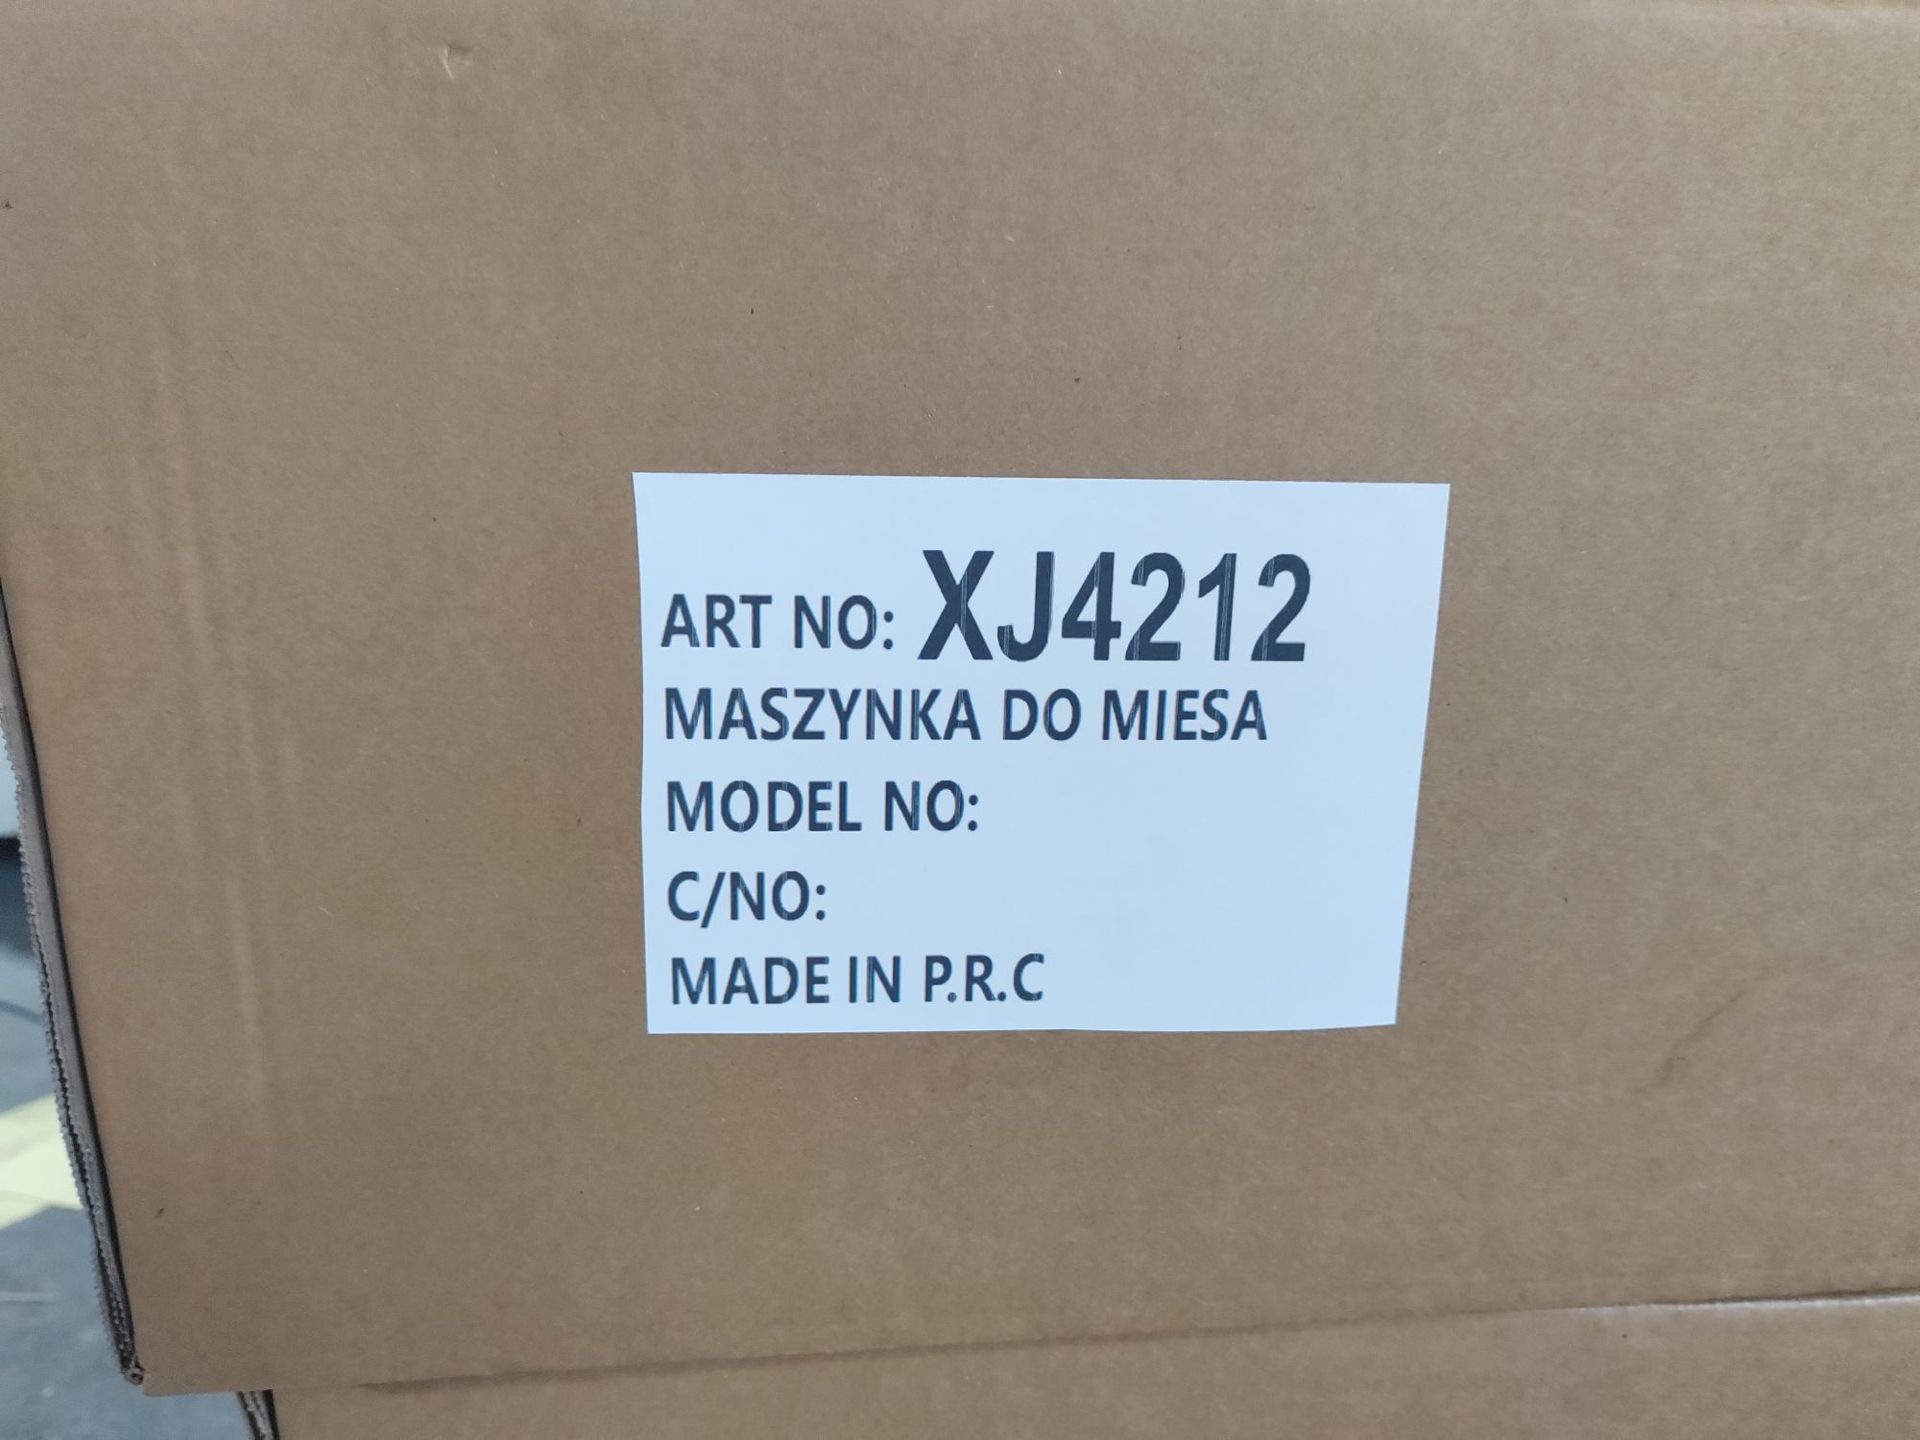 ART NO: XJ4212
MASZYNKA DO MIESA
MODEL NO:
C/NO:
MADE IN P.R.C